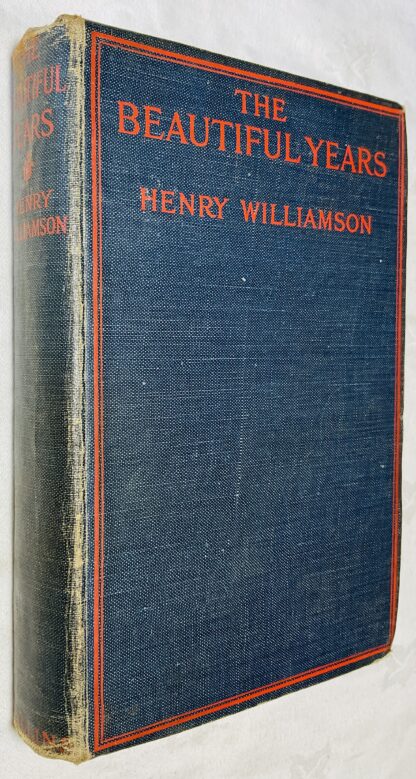 THE
BEAUTIFUL YEARS
HENRY WILLIAMSON
THE
BEAUTIFUL
YEARS
HENRY
WILLIAMSON